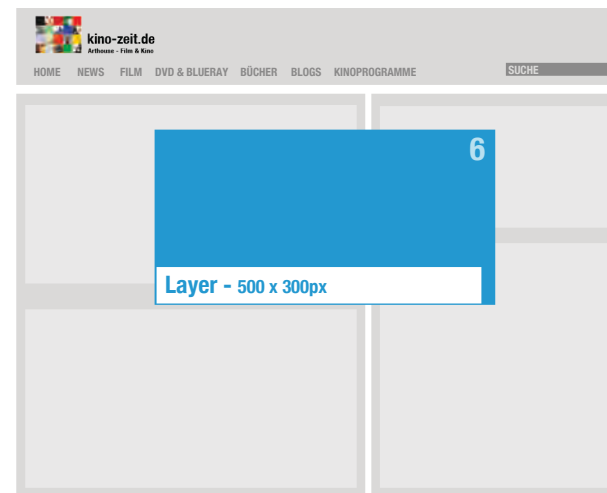 kino-zeit.de
Arthouse - Film & Kino
HOME NEWS FILM DVD & BLUERAY BÜCHER BLOGS KINOPROGRAMME SUCHE
6
Layer - 500 x 300px